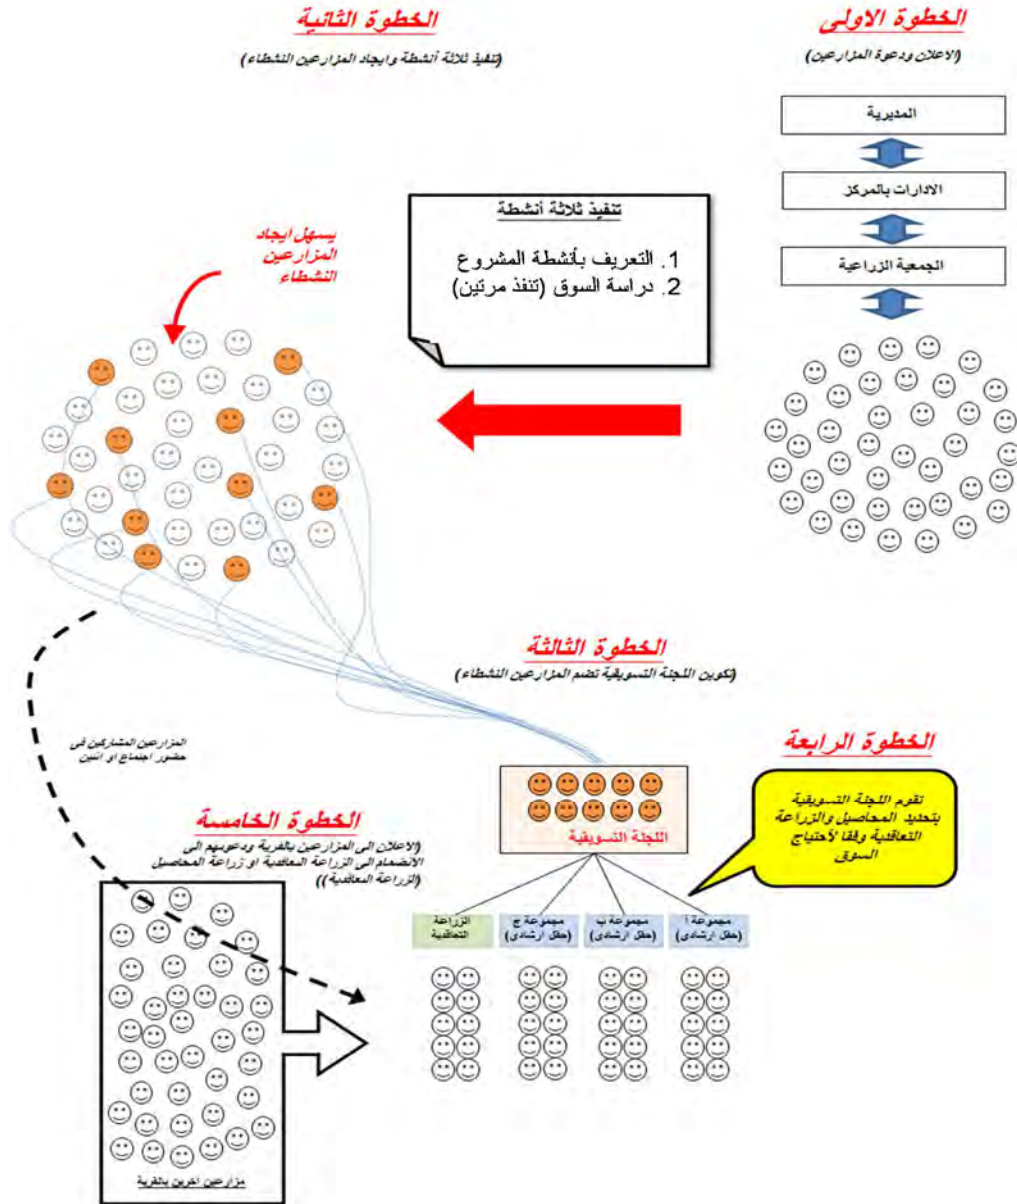 الخطوة الاولى
(الاعلان ودعوة المزارعين)
المديرية
الادارات بالمركز
الجمعية الزراعية
الخطوة الثانية
(تنفيذ ثلاثة أنشطة وايجاد المزارعين النشطاء)
تنفيذ ثلاثة أنشطة
1. التعريف بأنشطة المشروع
2. دراسة السوق (تنفذ مرتين)
يسهل ايجاد
المزارعين
النشطاء
الخطوة الثالثة
(تكوين اللجنة التسويقية تضم المزارعين النشطاء)
اللجنة التسويقية
الخطوة الرابعة
تقوم اللجنة التسويقية
بتحديد المحاصيل والزراعة
التعاقدية وفقا لأحتياج
السوق
مجموعة أ
(حقل ارشادى)
مجموعة ب
(حقل ارشادى)
مجموعة ج
(حقل ارشادى)
الزراعة
التعاقدية
المزارعين المشاركين فى
حضور اجتماع او اثنين
الخطوة الخامسة
(الاعلان الى المزارعين بالقرية ودعوتهم الى
الانضمام الى الزراعة المعاقدية او زراعة المحاصيل
(الزراعة المعاقدية))
مزارعين اخرين بالقرية